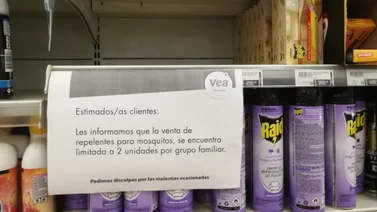 Vea
Estimados/as clientes:
Les informamos que la venta de
repelentes para mosquitos, se encuentra
limitada a 2 unidades por grupo familiar.
Pedimos disculpas por las molestias ocasionadas
Raid
Raid
Raid